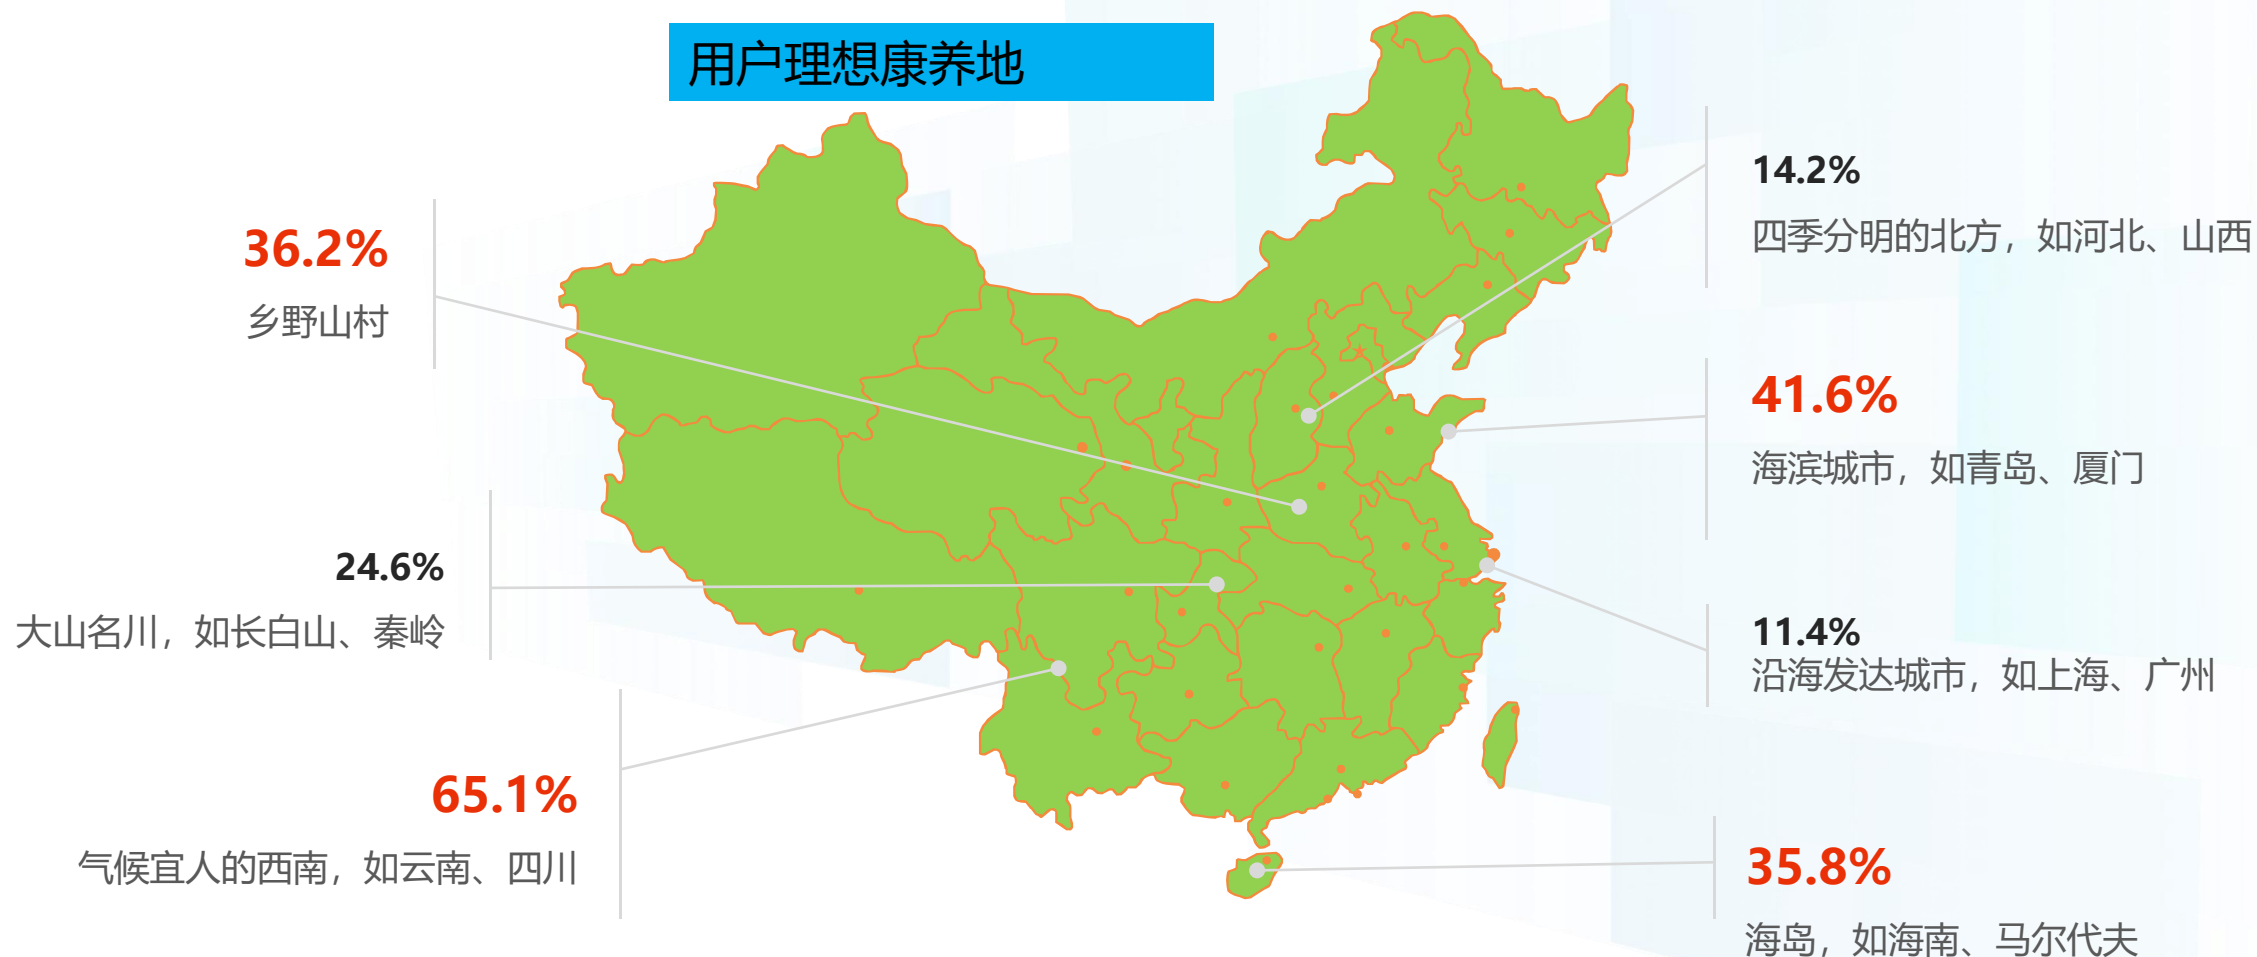 用户理想康养地
36.2%
乡野山村
24.6%
大山名川，如长白山、秦岭
65.1%
气候宜人的西南，如云南、四川
14.2%
四季分明的北方，如河北、山西
41.6%
海滨城市，如青岛、厦门
11.4%
沿海发达城市，如上海、广州
35.8%
海岛，如海南、马尔代夫